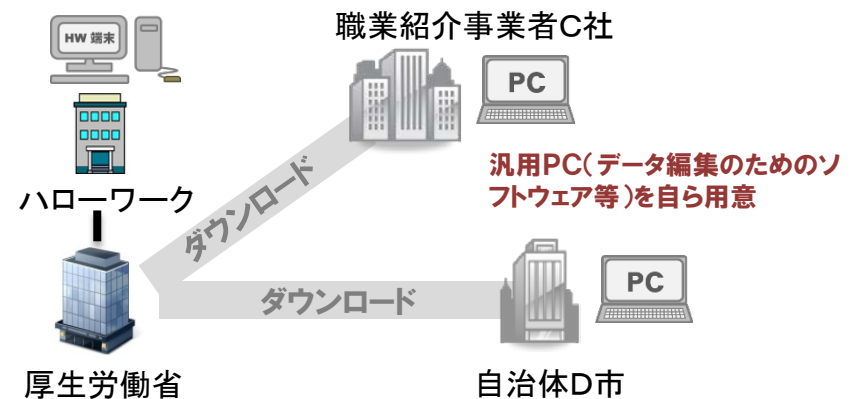 職業紹介事業者C社
HW 端末
PC
汎用PC(データ編集のためのソ
フトウェア等)を自ら用意
ハローワーク
ダウンロード
ダウンロード
PC
厚生労働省
自治体D市